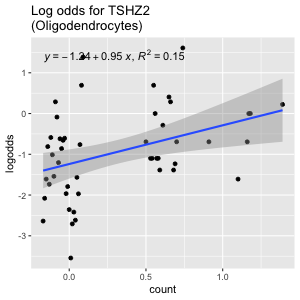 Log odds for TSHZ2
(Oligodendrocytes)
y = −1.24 + 0.95 x, R² = 0.15
1
0
-1
-2
-3
logodds
0.0 0.5 1.0
count